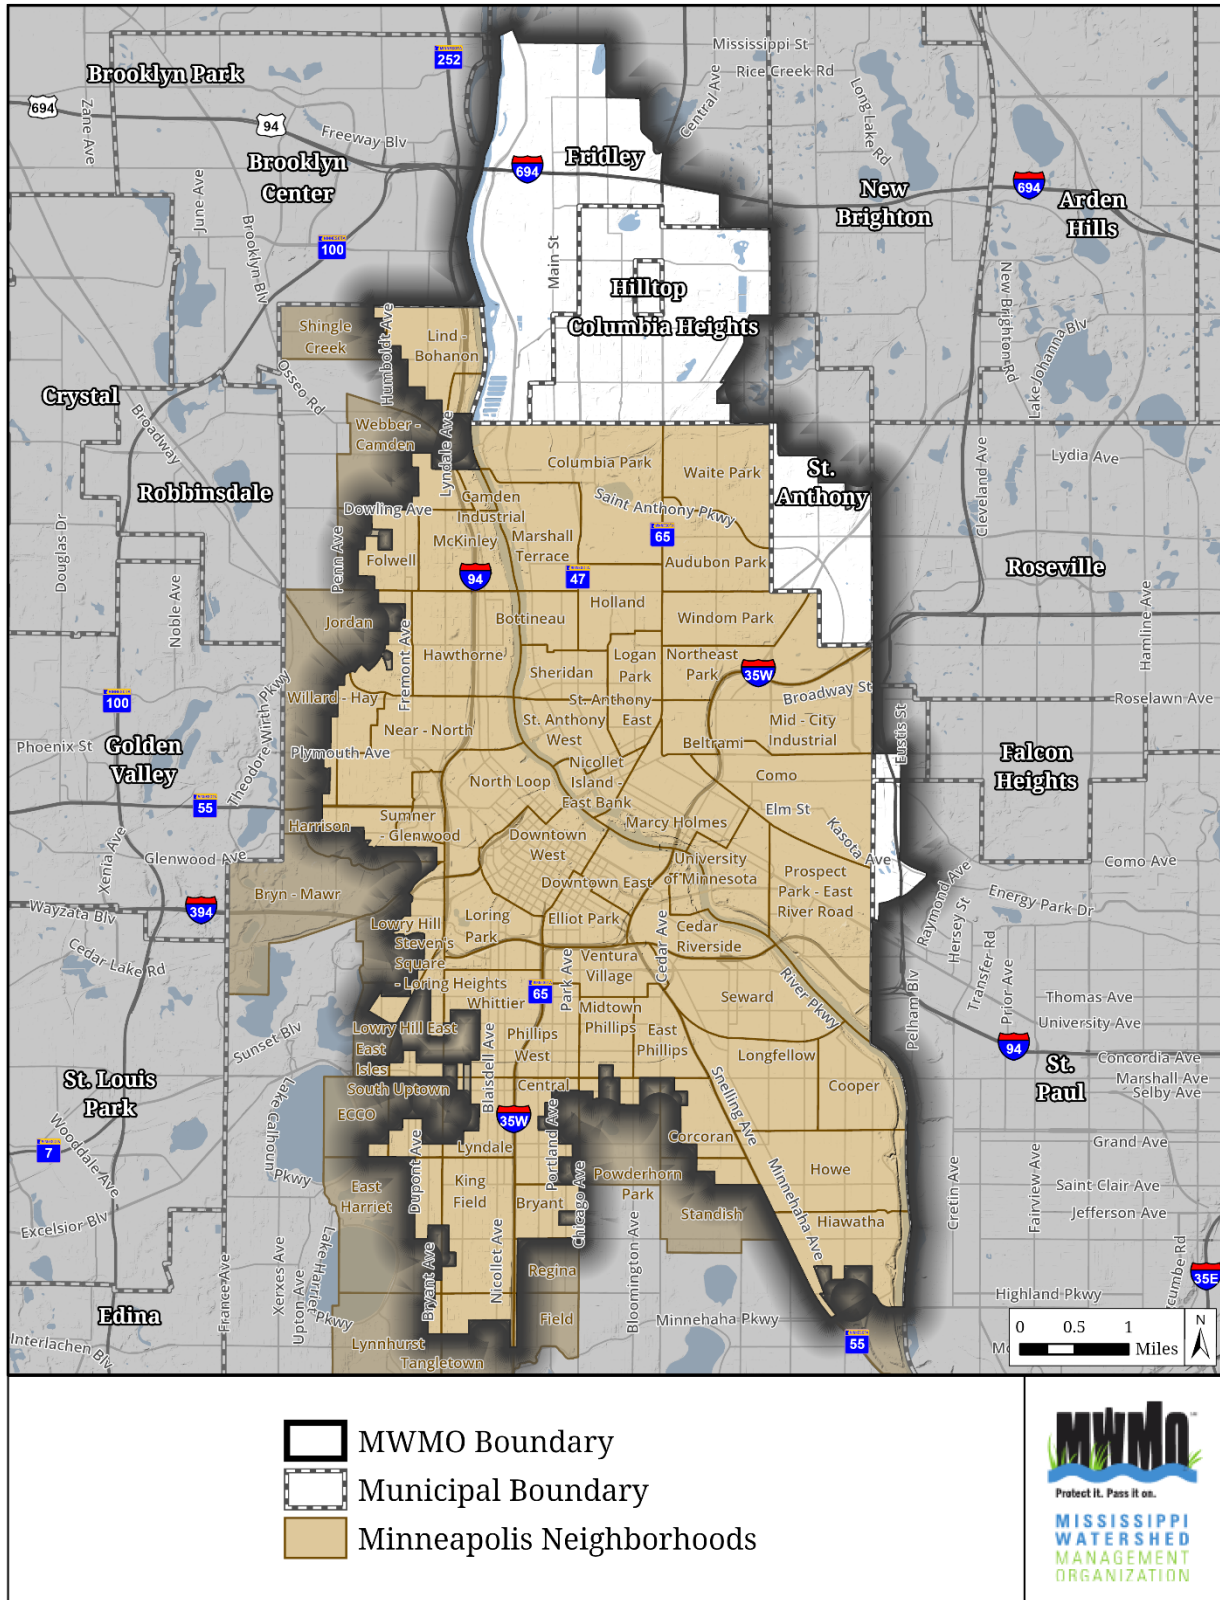 Mississippi St
252
Rice Creek Rd
Brooklyn Park
694
Zane Ave
94
Freeway Blv
Central Ave
Long Lake Rd
Brooklyn
Center
Fridley
694
New
Brighton
694
Arden
Hills
June Ave
Brooklyn Blv
100
Main St
Hilltop
Columbia Heights
New Brighton Rd
Lake Johanna Blv
Shingle
Creek
Humboldt Ave
Lind -
Bohanon
Osseo Rd
Crystal
Broadway
Webber -
Camden
Lyndale Ave
Columbia Park
Waite Park
St.
Anthony
Cleveland Ave
Lydia Ave
Robbinsdale
Dowling Ave
Camden
Industrial
Saint Anthony Pkwy
65
Douglas Dr
Penn Ave
McKinley
Marshall
Terrace
Folwell
94
47
Audubon Park
Roseville
Noble Ave
Holland
Jordan
Bottineau
Windom Park
Hamline Ave
Fremont Ave
Hawthorne
Logan
Park
Northeast
Park
35W
Sheridan
Theodore Wirth Pkwy
Willard - Hay
100
St. Anthony
East
Broadway St
Roselawn Ave
St. Anthony
West
Near - North
Mid - City
Industrial
Eustis St
Phoenix St
Golden
Valley
Plymouth Ave
Beltrami
Falcon
Heights
Nicollet
Island -
East Bank
North Loop
Como
55
Elm St
Harrison
Sumner
- Glenwood
Marcy Holmes
Kasota Ave
Xenia Ave
Glenwood Ave
Downtown
West
University
of Minnesota
Como Ave
Bryn - Mawr
Downtown East
Prospect
Park - East
River Road
Raymond Ave
Energy Park Dr
Wayzata Blv
394
Lowry Hill
Loring
Park
Elliot Park
Cedar Ave
Cedar
Riverside
Hersey St
Cedar Lake Rd
Steven's
Square
- Loring Heights
Ventura
Village
Transfer Rd
Prior Ave
Park Ave
65
Whittier
Seward
River Pkwy
Thomas Ave
Midtown
Phillips
Pelham Blv
University Ave
Lowry Hill East
Sunset Blv
Blaisdell Ave
Phillips
West
East
Phillips
Longfellow
94
Concordia Ave
East
Isles
St. Louis
Park
South Uptown
Central
Snelling Ave
Cooper
St.
Paul
Marshall Ave
Selby Ave
Lake Calhoun
Pkwy
ECCO
35W
7
Wooddale Ave
Dupont Ave
Lyndale
Portland Ave
Corcoran
Grand Ave
East
Harriet
King
Field
Bryant
Chicago Ave
Powderhorn
Park
Minnehaha Ave
Howe
Cretin Ave
Fairview Ave
Saint Clair Ave
Excelsior Blv
Standish
Hiawatha
Jefferson Ave
France Ave
Xerxes Ave
Upton Ave
Lake Harriet
Pkwy
Bryant Ave
Nicollet Ave
Regina
Bloomington Ave
35E
Highland Pkwy
Edina
Field
Minnehaha Pkwy
55
Interlachen Blv
Lynnhurst
Tangletown
0 0.5 1
Miles
N
MWMO Boundary
Municipal Boundary
Minneapolis Neighborhoods
MWMO
Protect it. Pass it on.
MISSISSIPPI
WATERSHED
MANAGEMENT
ORGANIZATION